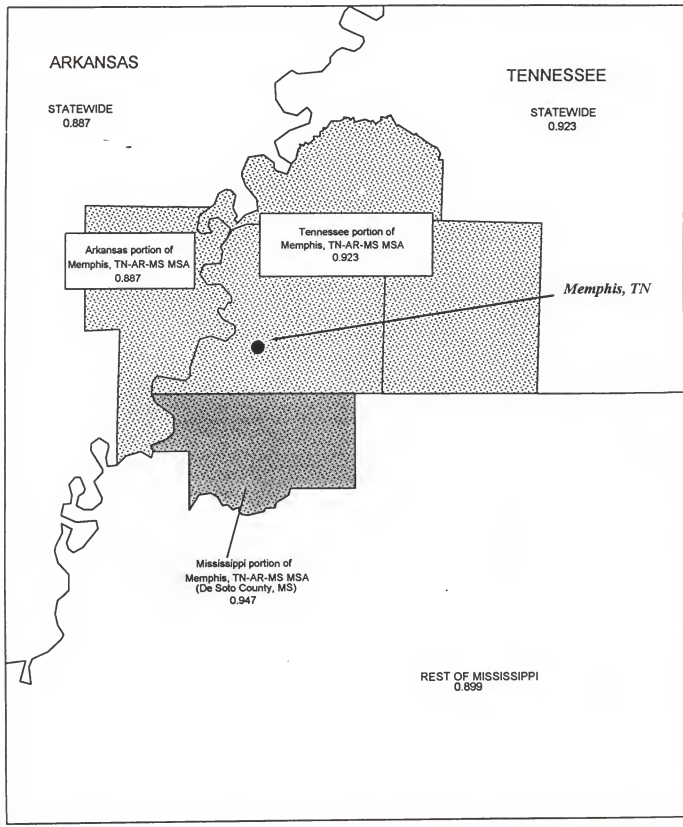 ARKANSAS
STATEWIDE
0.887
TENNESSEE
STATEWIDE
0.923
Arkansas portion of
Memphis, TN-AR-MS MSA
0.887
Tennessee portion of
Memphis, TN-AR-MS MSA
0.923
Memphis, TN
Mississippi portion of
Memphis, TN-AR-MS MSA
(De Soto County, MS)
0.947
REST OF MISSISSIPPI
0.899